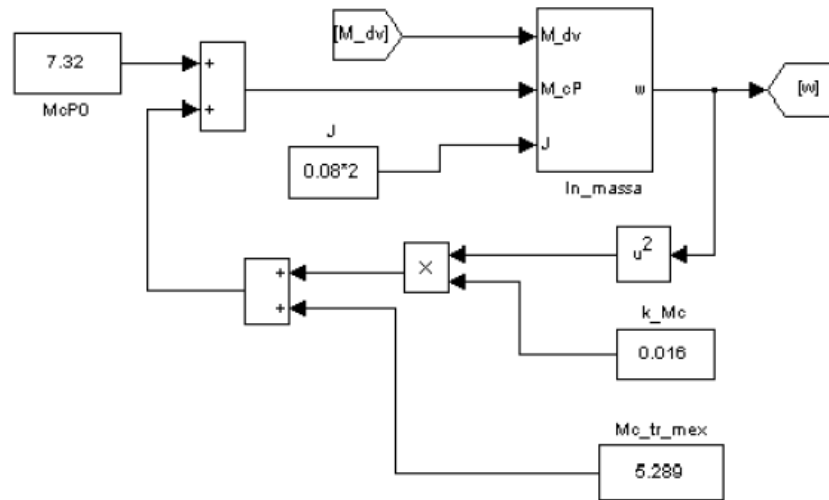 [M_dv]
7.32
McP0
+
+
M_dv
M_cP
J
w
In_massa
[w]
J
0.08*2
u2
×
+
+
k_Mc
0.016
Mc_tr_mex
5.289